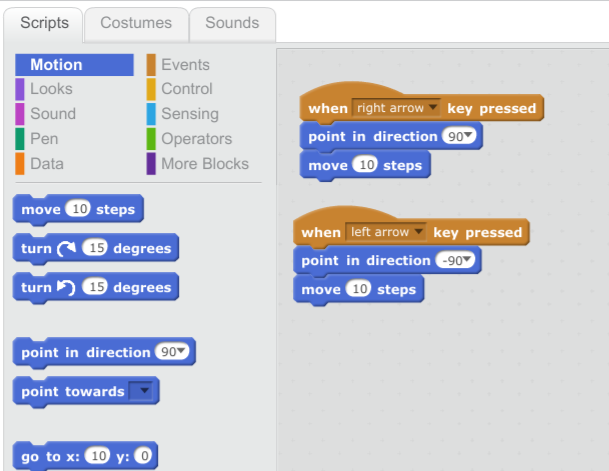 Scripts Costumes Sounds
Motion Events
Looks Control
Sound Sensing
Pen Operators
Data More Blocks
move 10 steps
turn 15 degrees
turn 15 degrees
point in direction 90
point towards
go to x: 10 y: 0
when right arrow key pressed
point in direction 90
move 10 steps
when left arrow key pressed
point in direction -90
move 10 steps